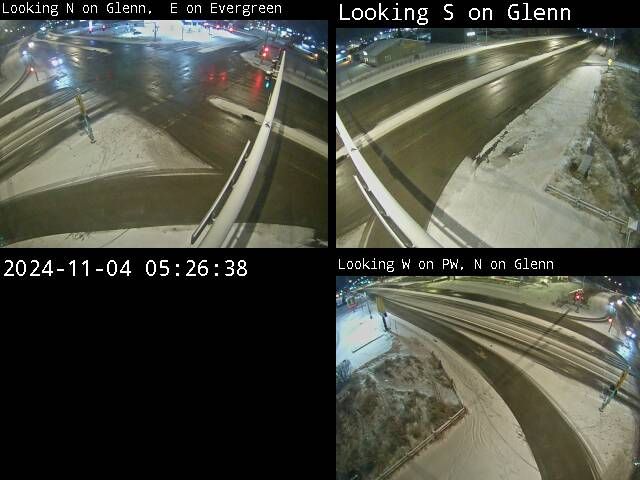 Looking N on Glenn,  E on Evergreen
Looking S on Glenn
2024-11-04 05:26:38
Looking W on PW, N on Glenn